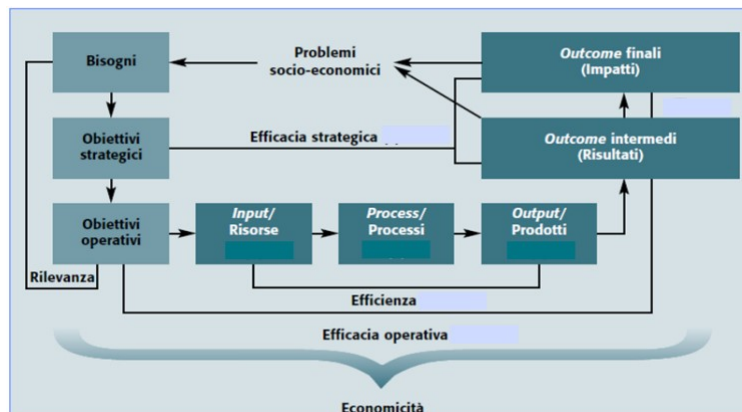 Bisogni
Problemi
socio-economici
Outcome finali
(Impatti)
Obiettivi
strategici
Efficacia strategica
Outcome intermedi
(Risultati)
Obiettivi
operativi
Input/
Risorse
Process/
Processi
Output/
Prodotti
Rilevanza
Efficienza
Efficacia operativa
Economicità